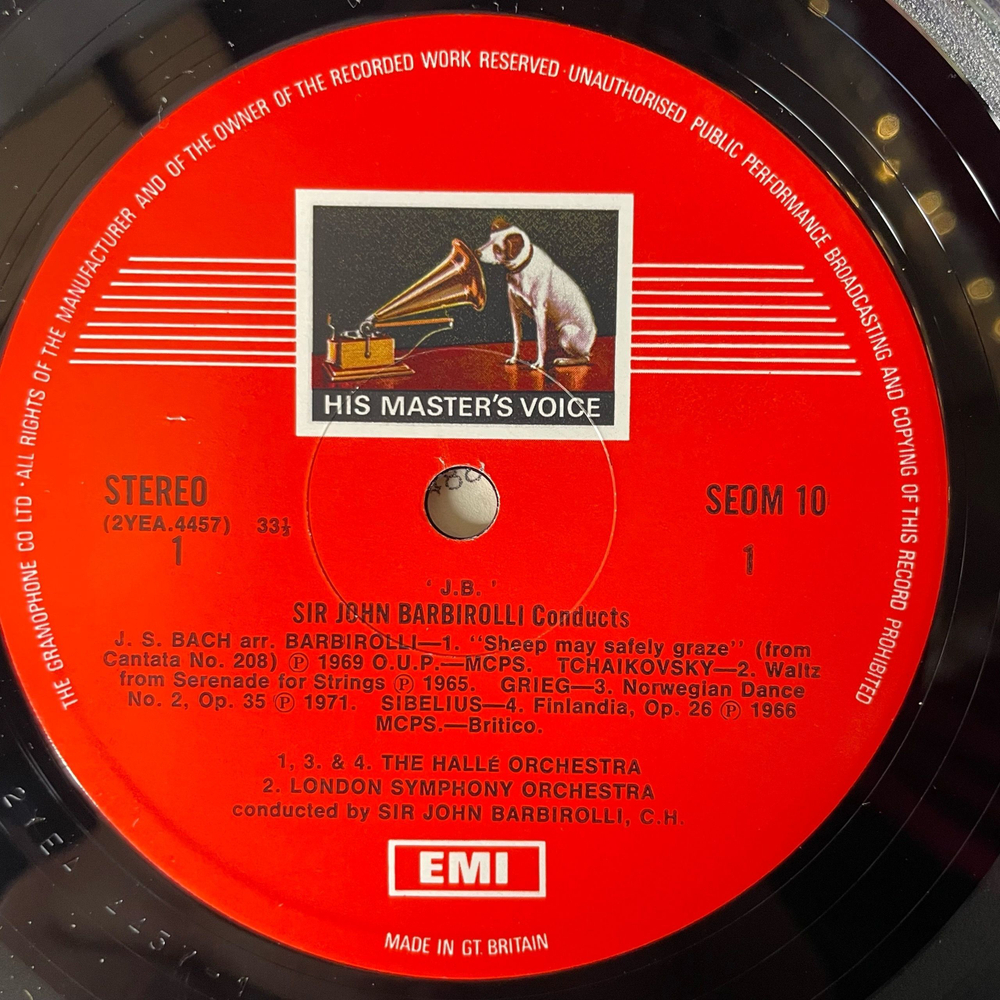 THE GRAMOPHONE CO LTD · ALL RIGHTS OF THE MANUFACTURER AND OF THE OWNER OF THE RECORDED WORK RESERVED · UNAUTHORISED PUBLIC PERFORMANCE BROADCASTING AND COPYING OF THIS RECORD PROHIBITED
HIS MASTER'S VOICE
STEREO
(2YEA.4457) 33⅓
1
SEOM 10
1
'J.B.'
SIR JOHN BARBIROLLI Conducts
J. S. BACH arr. BARBIROLLI—1. "Sheep may safely graze" (from
Cantata No. 208) Ⓟ 1969 O.U.P.—MCPS. TCHAIKOVSKY—2. Waltz
from Serenade for Strings Ⓟ 1965. GRIEG—3. Norwegian Dance
No. 2, Op. 35 Ⓟ 1971. SIBELIUS—4. Finlandia, Op. 26 Ⓟ 1966
MCPS.—Britico.
1, 3. & 4. THE HALLé ORCHESTRA
2. LONDON SYMPHONY ORCHESTRA
conducted by SIR JOHN BARBIROLLI, C.H.
EMI
MADE IN GT. BRITAIN